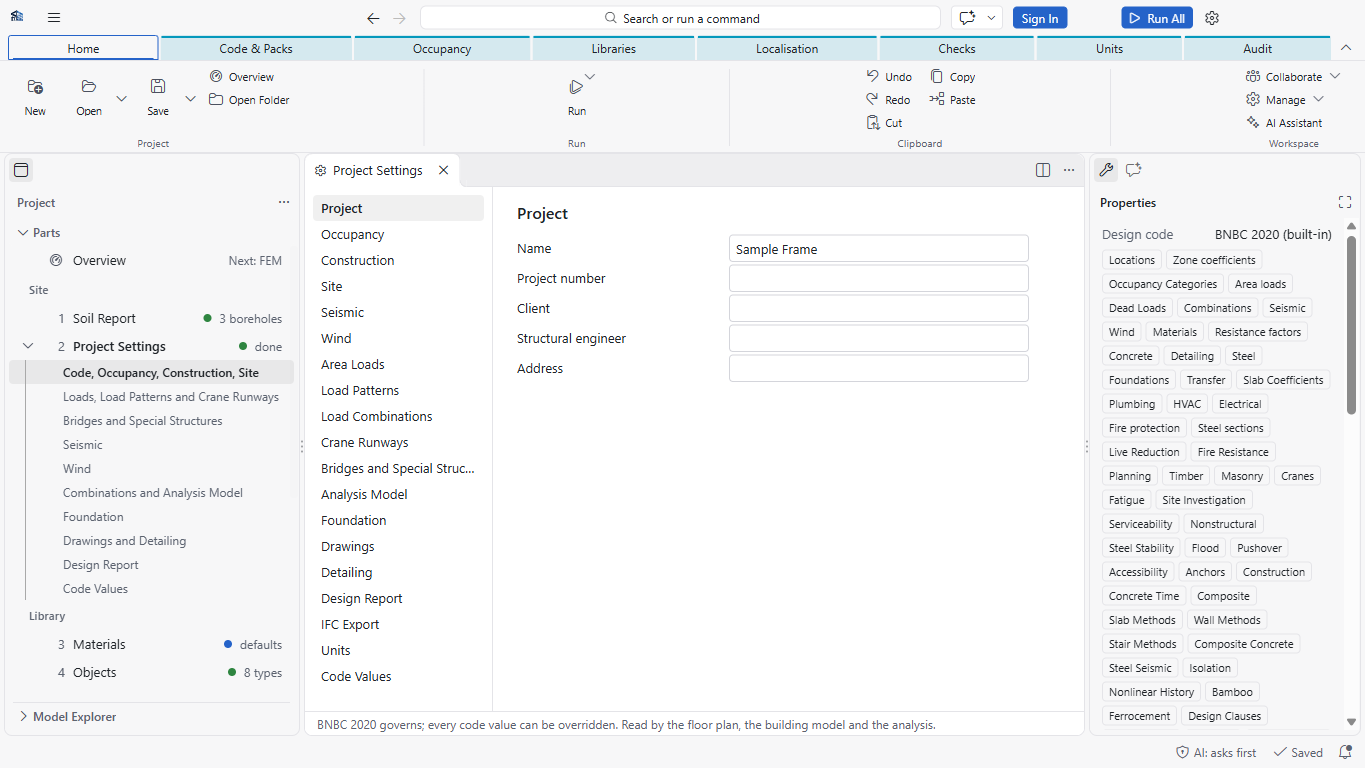 Search or run a command
Sign In
Run All
Home
Code & Packs
Occupancy
Libraries
Localisation
Checks
Units
Audit
New
Open
Save
Overview
Open Folder
Project
Run
Run
Undo
Redo
Cut
Copy
Paste
Clipboard
Collaborate
Manage
AI Assistant
Workspace
Project
Parts
Overview Next: FEM
Site
1 Soil Report 3 boreholes
2 Project Settings done
Code, Occupancy, Construction, Site
Loads, Load Patterns and Crane Runways
Bridges and Special Structures
Seismic
Wind
Combinations and Analysis Model
Foundation
Drawings and Detailing
Design Report
Code Values
Library
3 Materials defaults
4 Objects 8 types
Model Explorer
Project Settings
Project
Occupancy
Construction
Site
Seismic
Wind
Area Loads
Load Patterns
Load Combinations
Crane Runways
Bridges and Special Struc...
Analysis Model
Foundation
Drawings
Detailing
Design Report
IFC Export
Units
Code Values
Project
Name Sample Frame
Project number
Client
Structural engineer
Address
BNBC 2020 governs; every code value can be overridden. Read by the floor plan, the building model and the analysis.
Properties
Design code BNBC 2020 (built-in)
Locations Zone coefficients
Occupancy Categories Area loads
Dead Loads Combinations Seismic
Wind Materials Resistance factors
Concrete Detailing Steel
Foundations Transfer Slab Coefficients
Plumbing HVAC Electrical
Fire protection Steel sections
Live Reduction Fire Resistance
Planning Timber Masonry Cranes
Fatigue Site Investigation
Serviceability Nonstructural
Steel Stability Flood Pushover
Accessibility Anchors Construction
Concrete Time Composite
Slab Methods Wall Methods
Stair Methods Composite Concrete
Steel Seismic Isolation
Nonlinear History Bamboo
Ferrocement Design Clauses
AI: asks first
Saved